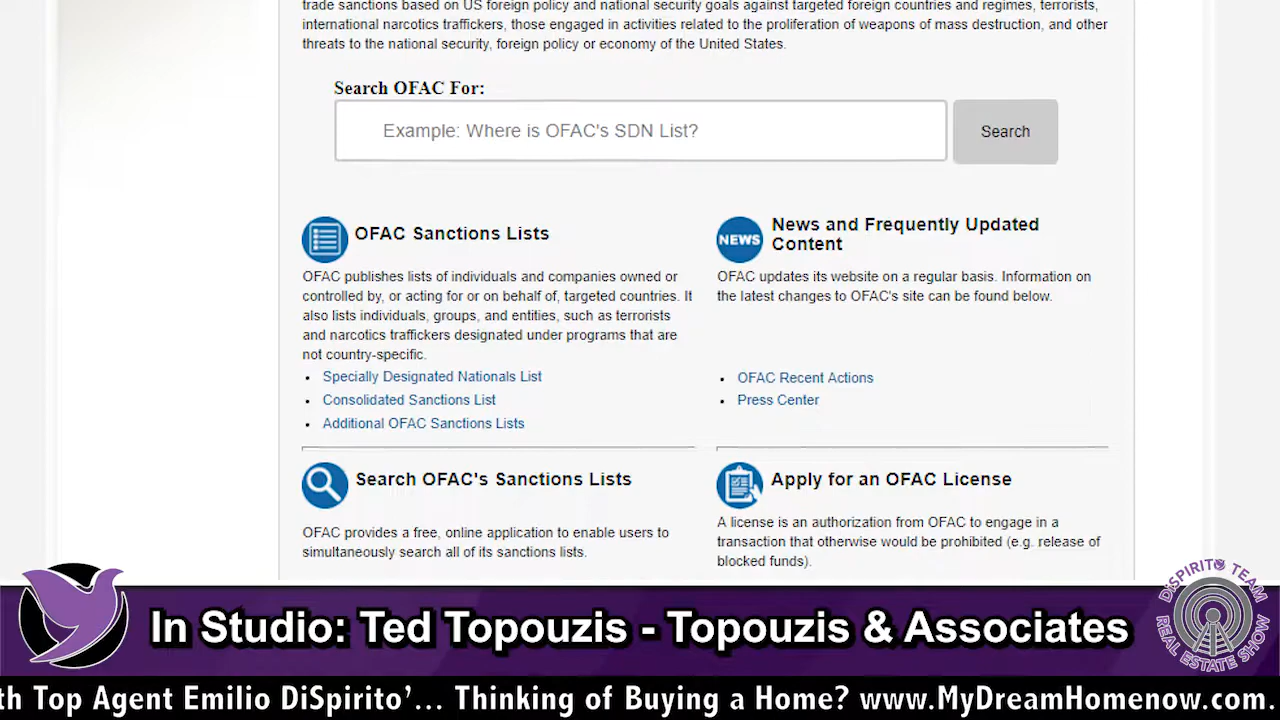 trade sanctions based on US foreign policy and national security goals against targeted foreign countries and regimes, terrorists,
international narcotics traffickers, those engaged in activities related to the proliferation of weapons of mass destruction, and other
threats to the national security, foreign policy or economy of the United States.
Search OFAC For:
Example: Where is OFAC's SDN List?
Search
OFAC Sanctions Lists
OFAC publishes lists of individuals and companies owned or
controlled by, or acting for or on behalf of, targeted countries. It
also lists individuals, groups, and entities, such as terrorists
and narcotics traffickers designated under programs that are
not country-specific.
• Specially Designated Nationals List
• Consolidated Sanctions List
• Additional OFAC Sanctions Lists
NEWS
News and Frequently Updated
Content
OFAC updates its website on a regular basis. Information on
the latest changes to OFAC's site can be found below.
• OFAC Recent Actions
• Press Center
Search OFAC's Sanctions Lists
OFAC provides a free, online application to enable users to
simultaneously search all of its sanctions lists.
Apply for an OFAC License
A license is an authorization from OFAC to engage in a
transaction that otherwise would be prohibited (e.g. release of
blocked funds).
In Studio: Ted Topouzis - Topouzis & Associates
DiSPIRITO TEAM
REAL ESTATE SHOW
th Top Agent Emilio DiSpirito’… Thinking of Buying a Home? www.MyDreamHomenow.com.